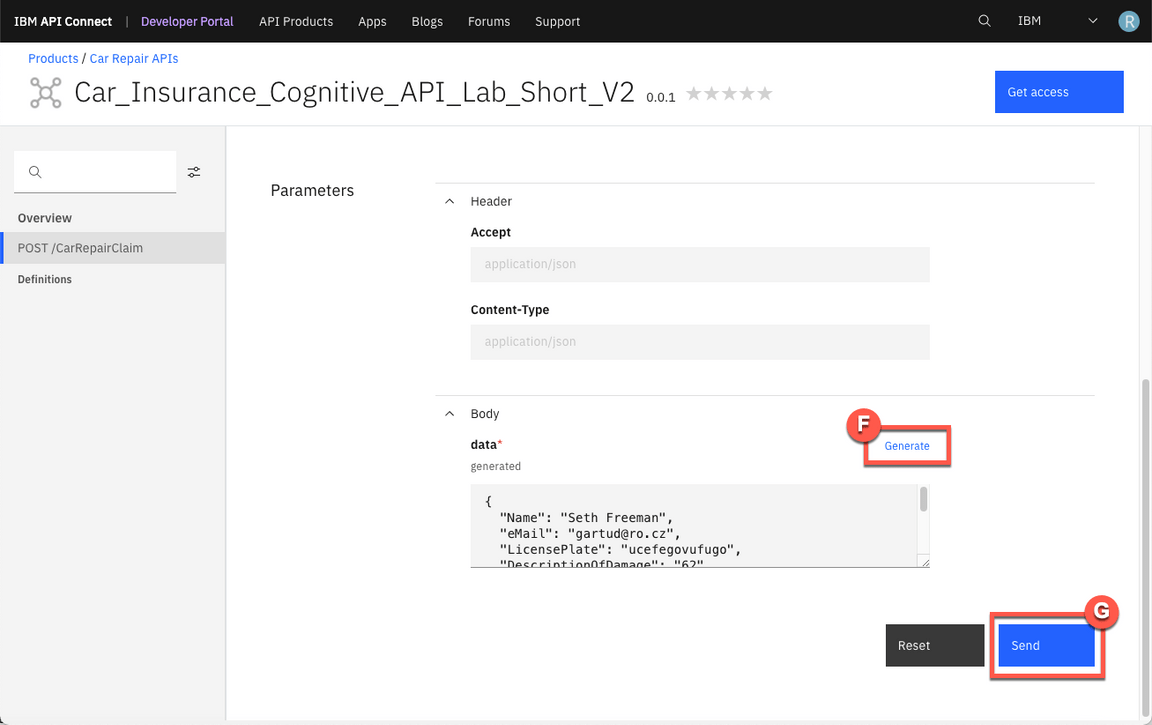 IBM API Connect | Developer Portal API Products Apps Blogs Forums Support IBM R
Products / Car Repair APIs
Car_Insurance_Cognitive_API_Lab_Short_V2 0.0.1
Get access
Overview
POST /CarRepairClaim
Definitions
Parameters
Header
Accept
application/json
Content-Type
application/json
Body
data*
F
Generate
generated
{
"Name": "Seth Freeman",
"eMail": "gartud@ro.cz",
"LicensePlate": "ucefegovufugo",
"DescriptionOfDamage": "62"
G
Reset
Send